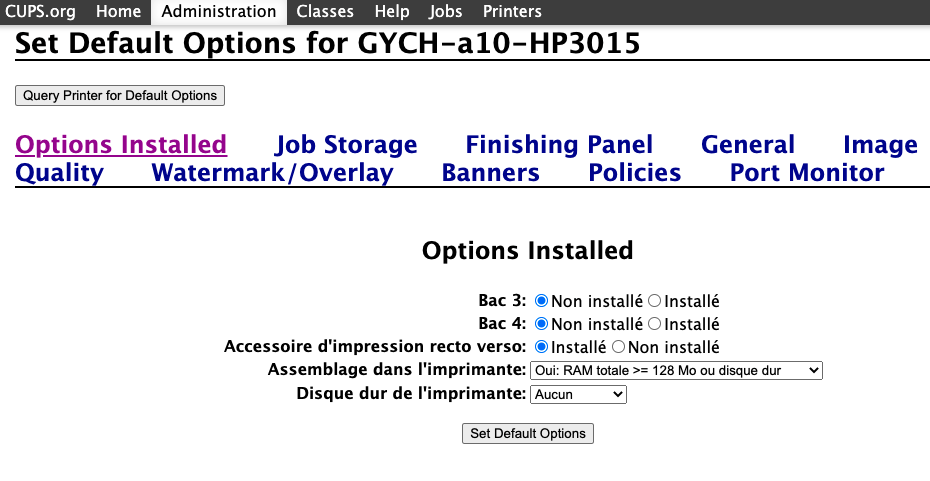 CUPS.org Home Administration Classes Help Jobs Printers
Set Default Options for GYCH-a10-HP3015
Query Printer for Default Options
Options Installed Job Storage Finishing Panel General Image
Quality Watermark/Overlay Banners Policies Port Monitor
Options Installed
Bac 3: Non installé Installé
Bac 4: Non installé Installé
Accessoire d'impression recto verso: Installé Non installé
Assemblage dans l'imprimante: Oui: RAM totale >= 128 Mo ou disque dur
Disque dur de l'imprimante: Aucun
Set Default Options